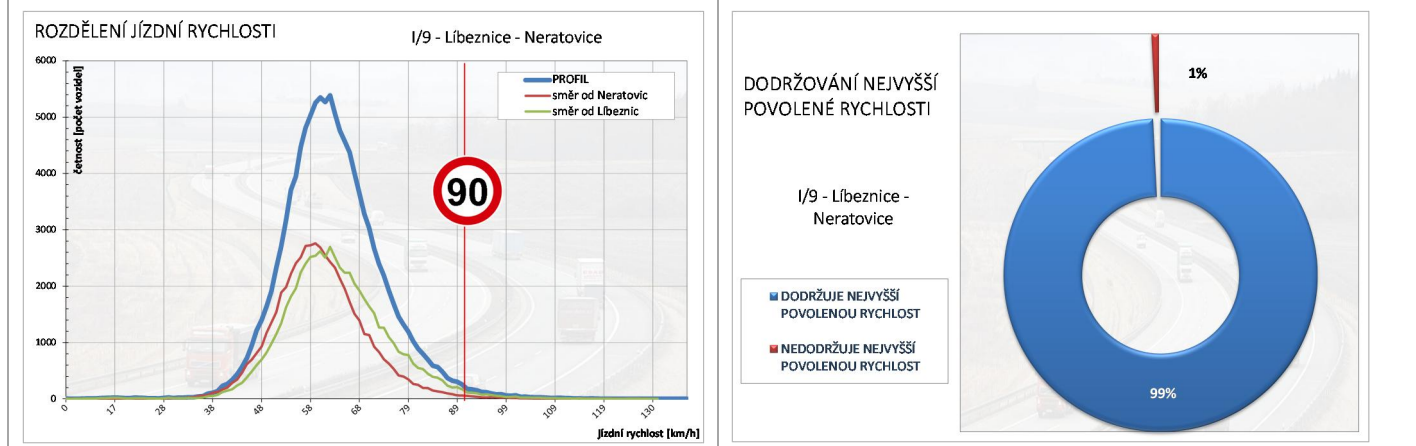 ROZDĚLENÍ JÍZDNÍ RYCHLOSTI
I/9 - Líbeznice - Neratovice
četnost [počet vozidel]
6000
5000
4000
3000
2000
1000
0
PROFIL
směr od Neratovic
směr od Líbeznic
90
0 17 28 38 48 58 68 79 89 99 109 119 130
Jízdní rychlost [km/h]
DODRŽOVÁNÍ NEJVYŠŠÍ
POVOLENÉ RYCHLOSTI
I/9 - Líbeznice -
Neratovice
DODRŽUJE NEJVYŠŠÍ
POVOLENOU RYCHLOST
NEDODRŽUJE NEJVYŠŠÍ
POVOLENOU RYCHLOST
1%
99%